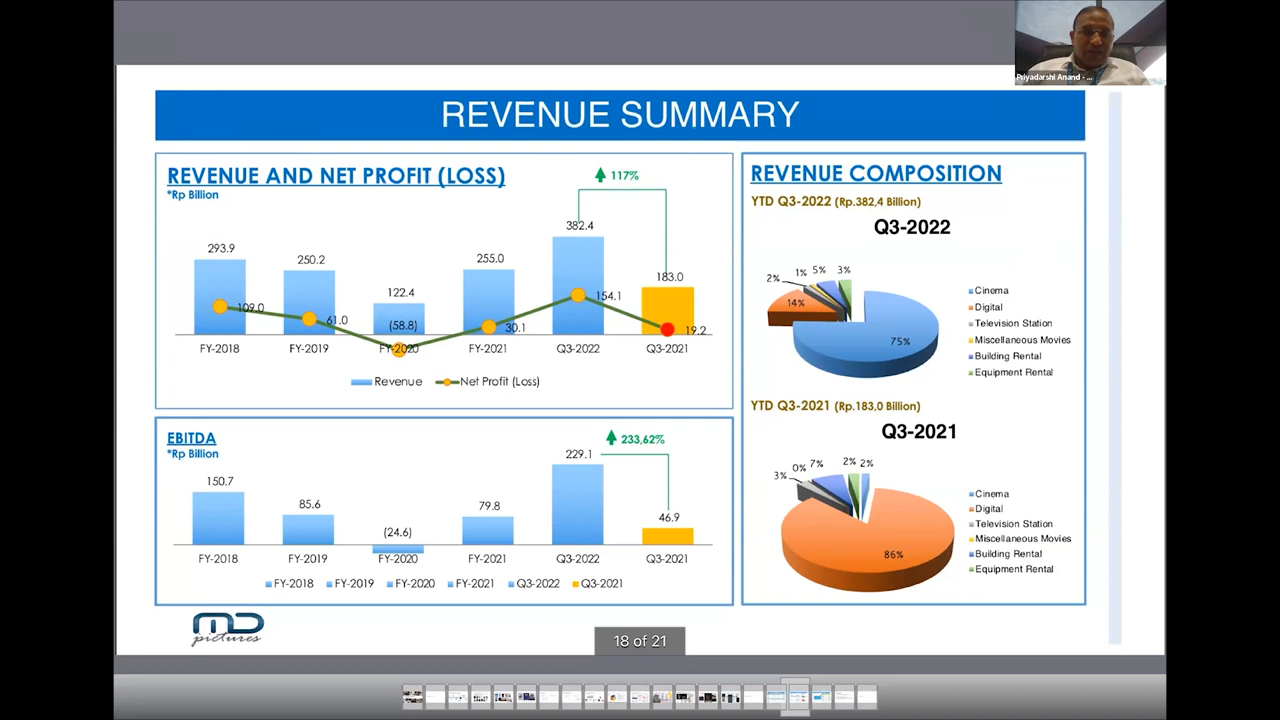 Priyadarshi Anand - ...
REVENUE SUMMARY
REVENUE AND NET PROFIT (LOSS)
*Rp Billion
117%
293.9
250.2
122.4
255.0
382.4
183.0
109.0
61.0
(58.8)
30.1
154.1
19.2
FY-2018
FY-2019
FY-2020
FY-2021
Q3-2022
Q3-2021
Revenue
Net Profit (Loss)
EBITDA
*Rp Billion
233,62%
150.7
85.6
(24.6)
79.8
229.1
46.9
FY-2018
FY-2019
FY-2020
FY-2021
Q3-2022
Q3-2021
FY-2018
FY-2019
FY-2020
FY-2021
Q3-2022
Q3-2021
REVENUE COMPOSITION
YTD Q3-2022 (Rp.382,4 Billion)
Q3-2022
2%
1%
5%
3%
14%
75%
Cinema
Digital
Television Station
Miscellaneous Movies
Building Rental
Equipment Rental
YTD Q3-2021 (Rp.183,0 Billion)
Q3-2021
3%
0%
7%
2%
2%
86%
Cinema
Digital
Television Station
Miscellaneous Movies
Building Rental
Equipment Rental
MD
pictures
18 of 21